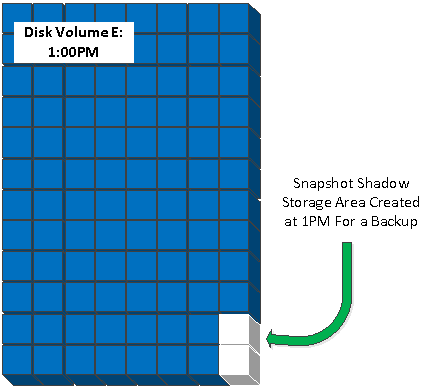 Disk Volume E:
1:00PM
Snapshot Shadow
Storage Area Created
at 1PM For a Backup